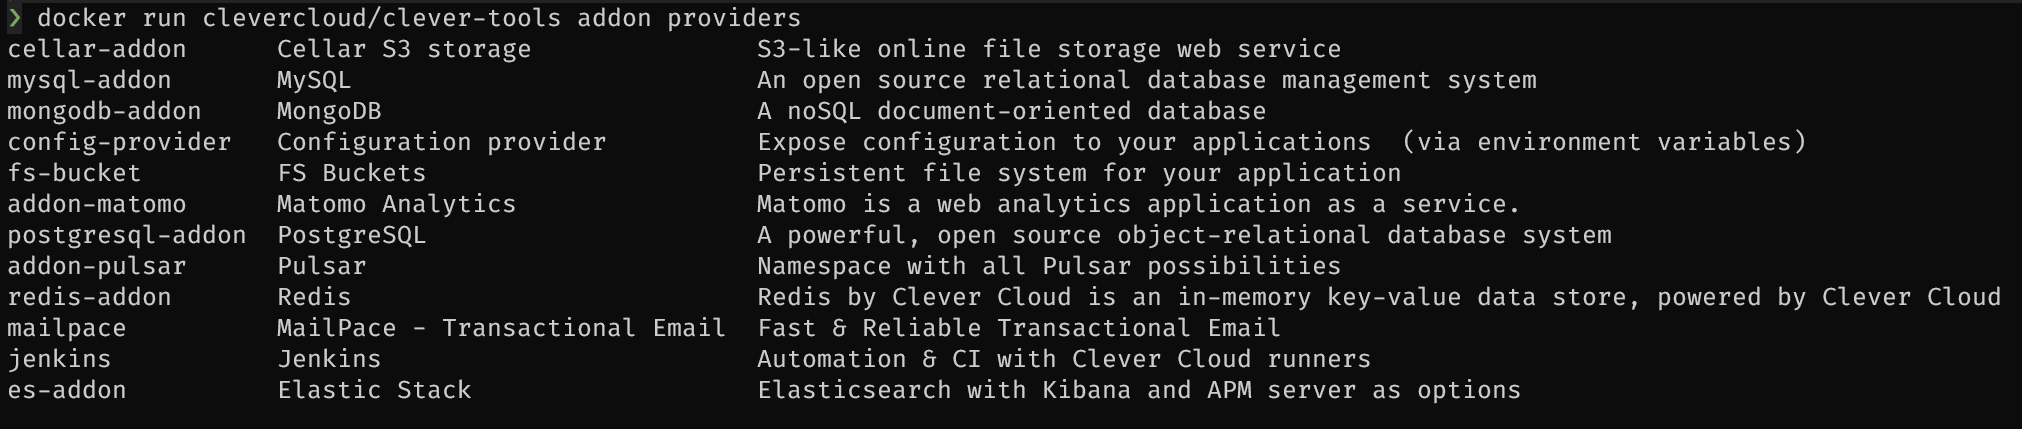 ❯ docker run clevercloud/clever-tools addon providers
cellar-addon      Cellar S3 storage               S3-like online file storage web service
mysql-addon       MySQL                           An open source relational database management system
mongodb-addon     MongoDB                         A noSQL document-oriented database
config-provider   Configuration provider          Expose configuration to your applications  (via environment variables)
fs-bucket         FS Buckets                      Persistent file system for your application
addon-matomo      Matomo Analytics                Matomo is a web analytics application as a service.
postgresql-addon  PostgreSQL                      A powerful, open source object-relational database system
addon-pulsar      Pulsar                          Namespace with all Pulsar possibilities
redis-addon       Redis                           Redis by Clever Cloud is an in-memory key-value data store, powered by Clever Cloud
mailpace          MailPace - Transactional Email  Fast & Reliable Transactional Email
jenkins           Jenkins                         Automation & CI with Clever Cloud runners
es-addon          Elastic Stack                   Elasticsearch with Kibana and APM server as options